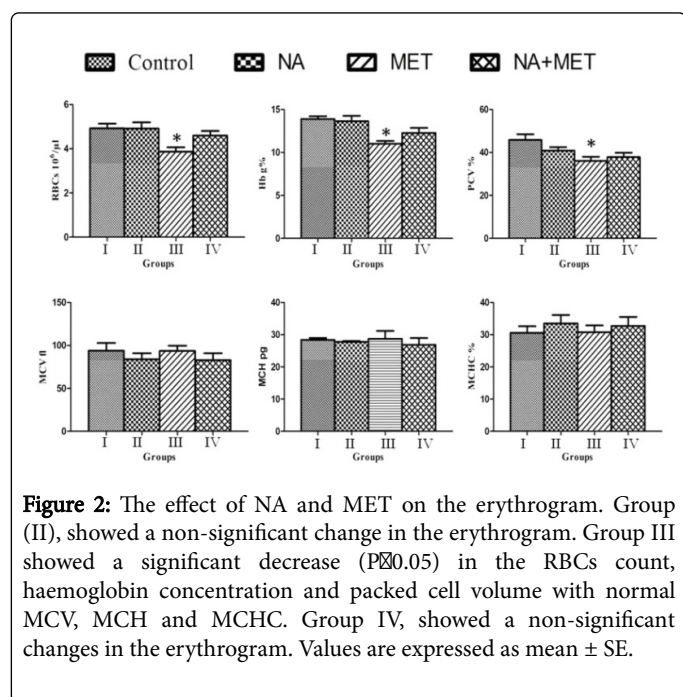 Control NA MET NA+MET
RBCs 10⁶/µl
6
4
2
0
*
I II III IV
Groups
Hb g%
15
10
5
0
*
I II III IV
Groups
PCV %
60
40
20
0
*
I II III IV
Groups
MCV fl
150
100
50
0
I II III IV
Groups
MCH pg
40
30
20
10
0
I II III IV
Groups
MCHC %
40
30
20
10
0
I II III IV
Groups
Figure 2: The effect of NA and MET on the erythrogram. Group
(II), showed a non-significant change in the erythrogram. Group III
showed a significant decrease (P☒0.05) in the RBCs count,
haemoglobin concentration and packed cell volume with normal
MCV, MCH and MCHC. Group IV, showed a non-significant
changes in the erythrogram. Values are expressed as mean ± SE.